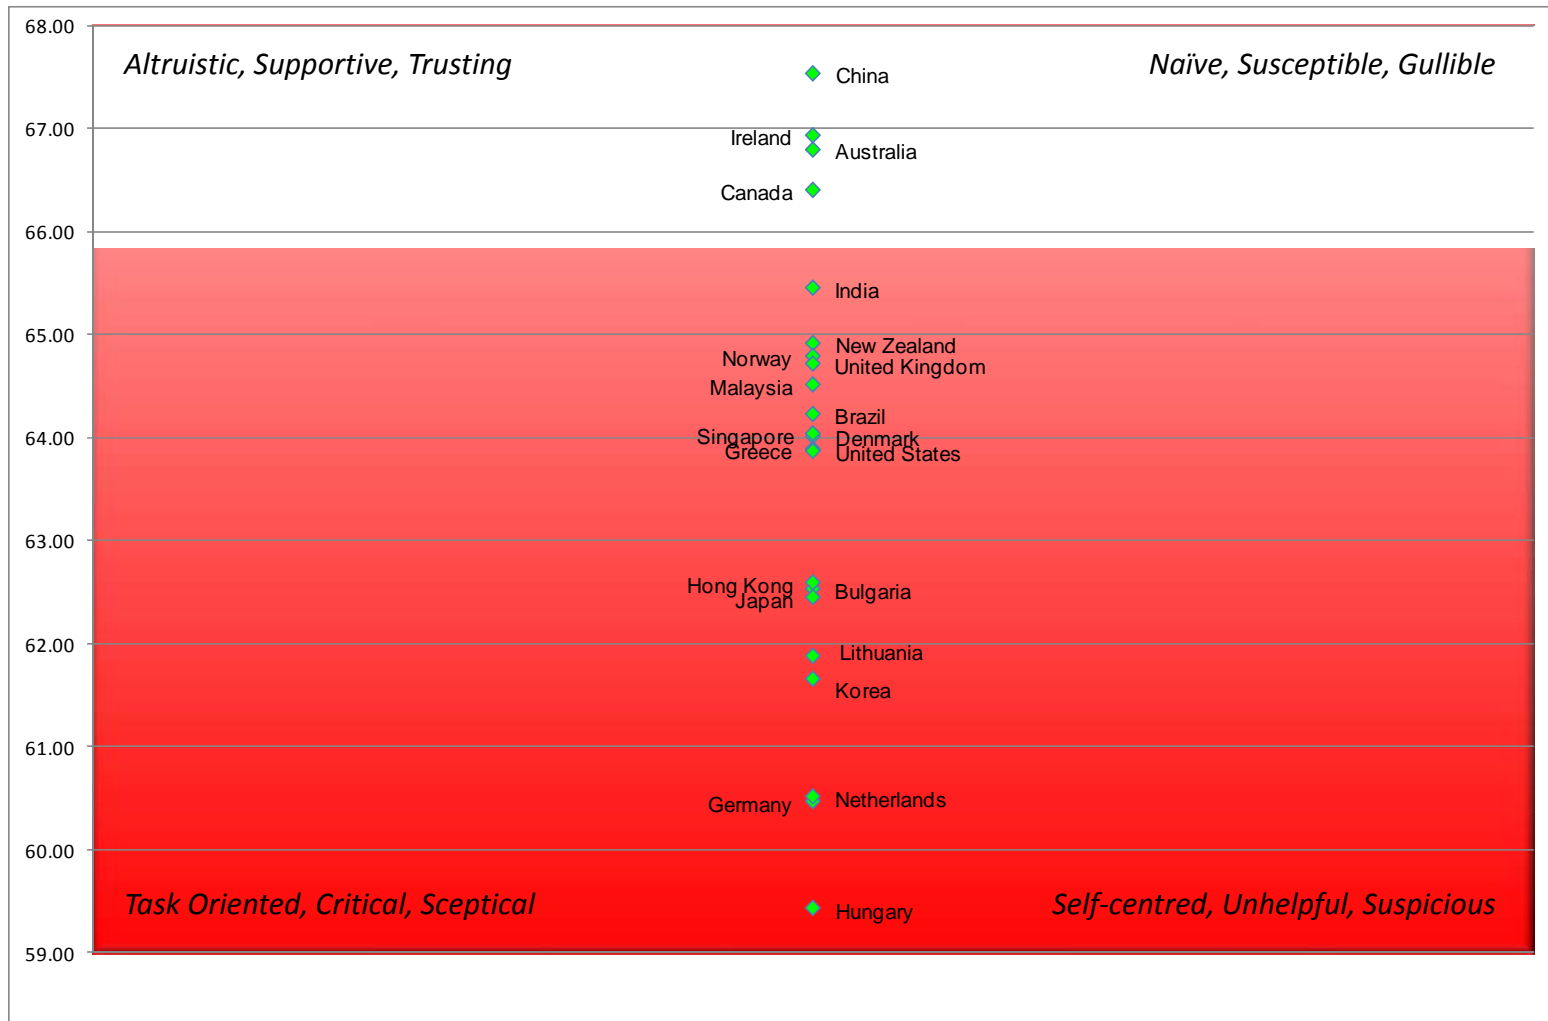 68.00
Altruistic, Supportive, Trusting
Naïve, Susceptible, Gullible
China
67.00
Ireland
Australia
Canada
66.00
India
65.00
New Zealand
Norway
United Kingdom
Malaysia
Brazil
64.00
Singapore
Denmark
Greece
United States
63.00
Hong Kong
Bulgaria
Japan
62.00
Lithuania
Korea
61.00
Netherlands
Germany
60.00
Task Oriented, Critical, Sceptical
Self-centred, Unhelpful, Suspicious
Hungary
59.00